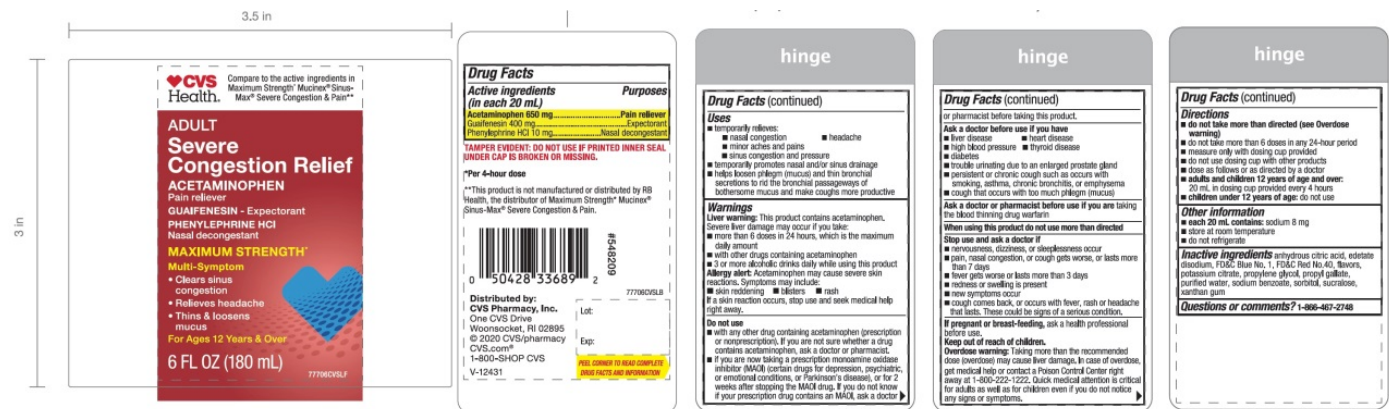 3.5 in
3 in
CVS
Health.
Compare to the active ingredients in
Maximum Strength* Mucinex® Sinus-
Max® Severe Congestion & Pain**
ADULT
Severe
Congestion Relief
ACETAMINOPHEN
Pain reliever
GUAIFENESIN - Expectorant
PHENYLEPHRINE HCl
Nasal decongestant
MAXIMUM STRENGTH*
Multi-Symptom
• Clears sinus
congestion
• Relieves headache
• Thins & loosens
mucus
For Ages 12 Years & Over
6 FL OZ (180 mL)
77706CVSLF
Drug Facts
Active ingredients Purposes
(in each 20 mL)
Acetaminophen 650 mg..............................Pain reliever
Guaifenesin 400 mg..............................Expectorant
Phenylephrine HCl 10 mg....................Nasal decongestant
TAMPER EVIDENT: DO NOT USE IF PRINTED INNER SEAL
UNDER CAP IS BROKEN OR MISSING.
*Per 4-hour dose
**This product is not manufactured or distributed by RB
Health, the distributor of Maximum Strength* Mucinex®
Sinus-Max® Severe Congestion & Pain.
#548209
0 50428 33689 2
77706CVSLB
Distributed by:
CVS Pharmacy, Inc.
One CVS Drive
Woonsocket, RI 02895
© 2020 CVS/pharmacy
CVS.com®
1-800-SHOP CVS
V-12431
Lot:
Exp:
PEEL CORNER TO READ COMPLETE
DRUG FACTS AND INFORMATION
hinge
Drug Facts (continued)
Uses
■ temporarily relieves:
■ nasal congestion ■ headache
■ minor aches and pains
■ sinus congestion and pressure
■ temporarily promotes nasal and/or sinus drainage
■ helps loosen phlegm (mucus) and thin bronchial
secretions to rid the bronchial passageways of
bothersome mucus and make coughs more productive
Warnings
Liver warning: This product contains acetaminophen.
Severe liver damage may occur if you take:
■ more than 6 doses in 24 hours, which is the maximum
daily amount
■ with other drugs containing acetaminophen
■ 3 or more alcoholic drinks daily while using this product
Allergy alert: Acetaminophen may cause severe skin
reactions. Symptoms may include:
■ skin reddening ■ blisters ■ rash
If a skin reaction occurs, stop use and seek medical help
right away.
Do not use
■ with any other drug containing acetaminophen (prescription
or nonprescription). If you are not sure whether a drug
contains acetaminophen, ask a doctor or pharmacist.
■ if you are now taking a prescription monoamine oxidase
inhibitor (MAOI) (certain drugs for depression, psychiatric,
or emotional conditions, or Parkinson's disease), or for 2
weeks after stopping the MAOI drug. If you do not know
if your prescription drug contains an MAOI, ask a doctor
hinge
Drug Facts (continued)
or pharmacist before taking this product.
Ask a doctor before use if you have
■ liver disease ■ heart disease
■ high blood pressure ■ thyroid disease
■ diabetes
■ trouble urinating due to an enlarged prostate gland
■ persistent or chronic cough such as occurs with
smoking, asthma, chronic bronchitis, or emphysema
■ cough that occurs with too much phlegm (mucus)
Ask a doctor or pharmacist before use if you are taking
the blood thinning drug warfarin
When using this product do not use more than directed
Stop use and ask a doctor if
■ nervousness, dizziness, or sleeplessness occur
■ pain, nasal congestion, or cough gets worse, or lasts more
than 7 days
■ fever gets worse or lasts more than 3 days
■ redness or swelling is present
■ new symptoms occur
■ cough comes back, or occurs with fever, rash or headache
that lasts. These could be signs of a serious condition.
If pregnant or breast-feeding, ask a health professional
before use.
Keep out of reach of children.
Overdose warning: Taking more than the recommended
dose (overdose) may cause liver damage. In case of overdose,
get medical help or contact a Poison Control Center right
away at 1-800-222-1222. Quick medical attention is critical
for adults as well as for children even if you do not notice
any signs or symptoms.
hinge
Drug Facts (continued)
Directions
■ do not take more than directed (see Overdose
warning)
■ do not take more than 6 doses in any 24-hour period
■ measure only with dosing cup provided
■ do not use dosing cup with other products
■ dose as follows or as directed by a doctor
■ adults and children 12 years of age and over:
20 mL in dosing cup provided every 4 hours
■ children under 12 years of age: do not use
Other information
■ each 20 mL contains: sodium 8 mg
■ store at room temperature
■ do not refrigerate
Inactive ingredients anhydrous citric acid, edetate
disodium, FD&C Blue No. 1, FD&C Red No.40, flavors,
potassium citrate, propylene glycol, propyl gallate,
purified water, sodium benzoate, sorbitol, sucralose,
xanthan gum
Questions or comments? 1-866-467-2748